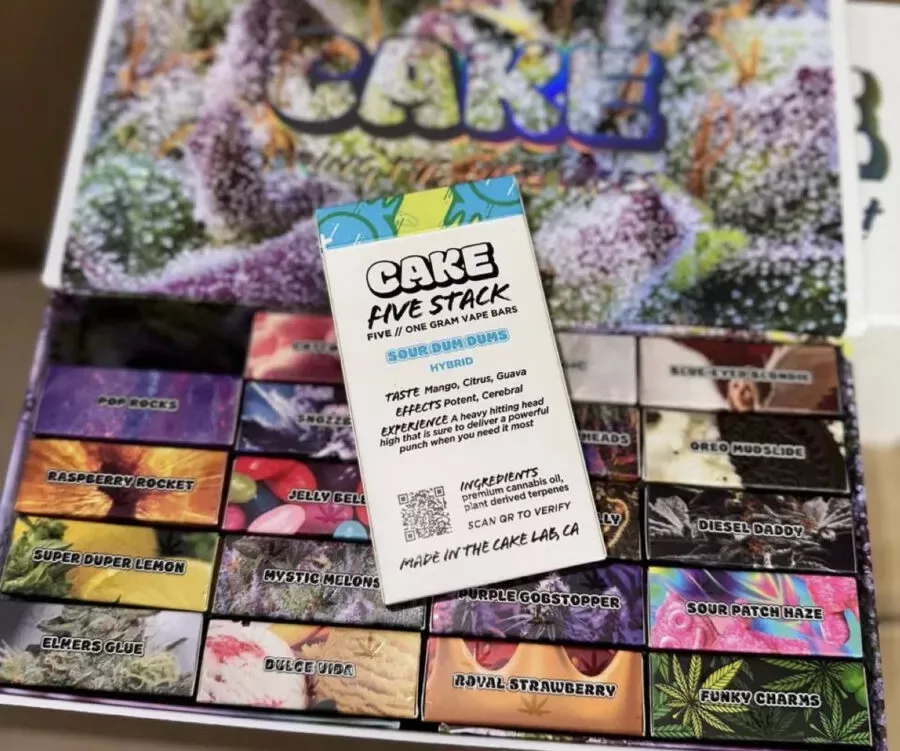 CAKE
CAKE
FIVE STACK
FIVE // ONE GRAM VAPE BARS
SOUR DUM DUMS
HYBRID
TASTE Mango, Citrus, Guava
EFFECTS Potent, Cerebral
EXPERIENCE A heavy hitting head
high that is sure to deliver a powerful
punch when you need it most
INGREDIENTS
premium cannabis oil,
plant derived terpenes
SCAN QR TO VERIFY
MADE IN THE CAKE LAB, CA
BLUE-EYED BLONDIE
POP ROCKS
HEADS
OREO MUDSLIDE
RASPBERRY ROCKET
JELLY BELL
LLY
DIESEL DADDY
SUPER DUPER LEMON
MYSTIC MELONS
PURPLE GOBSTOPPER
SOUR PATCH HAZE
ELMERS GLUE
DULCE VIDA
ROYAL STRAWBERRY
FUNKY CHARMS